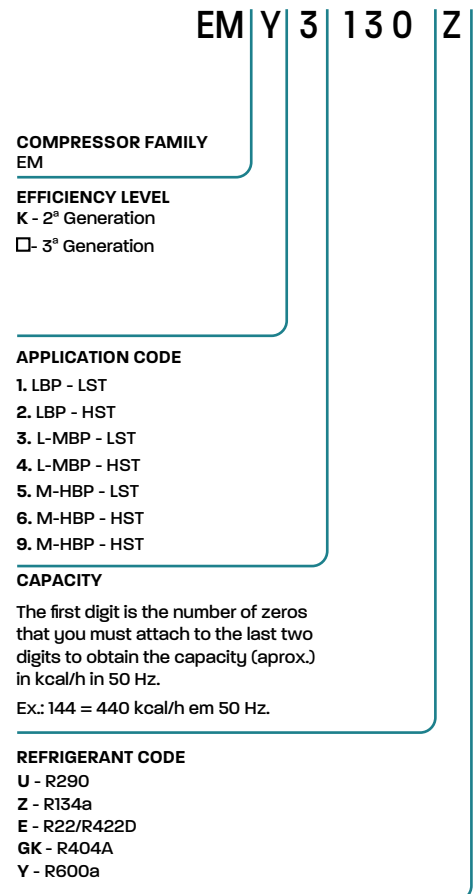 EM Y 3 130 Z
COMPRESSOR FAMILY
EM
EFFICIENCY LEVEL
K - 2ª Generation
☐- 3ª Generation
APPLICATION CODE
1. LBP - LST
2. LBP - HST
3. L-MBP - LST
4. L-MBP - HST
5. M-HBP - LST
6. M-HBP - HST
9. M-HBP - HST
CAPACITY
The first digit is the number of zeros
that you must attach to the last two
digits to obtain the capacity (aprox.)
in kcal/h in 50 Hz.
Ex.: 144 = 440 kcal/h em 50 Hz.
REFRIGERANT CODE
U - R290
Z - R134a
E - R22/R422D
GK - R404A
Y - R600a